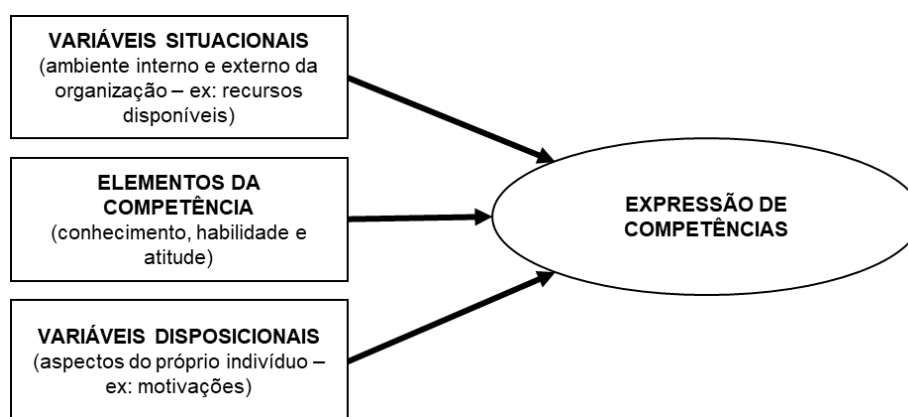 VARIÁVEIS SITUACIONAIS
(ambiente interno e externo da
organização – ex: recursos
disponíveis)
ELEMENTOS DA
COMPETÊNCIA
(conhecimento, habilidade e
atitude)
VARIÁVEIS DISPOSICIONAIS
(aspectos do próprio indivíduo –
ex: motivações)
EXPRESSÃO DE
COMPETÊNCIAS